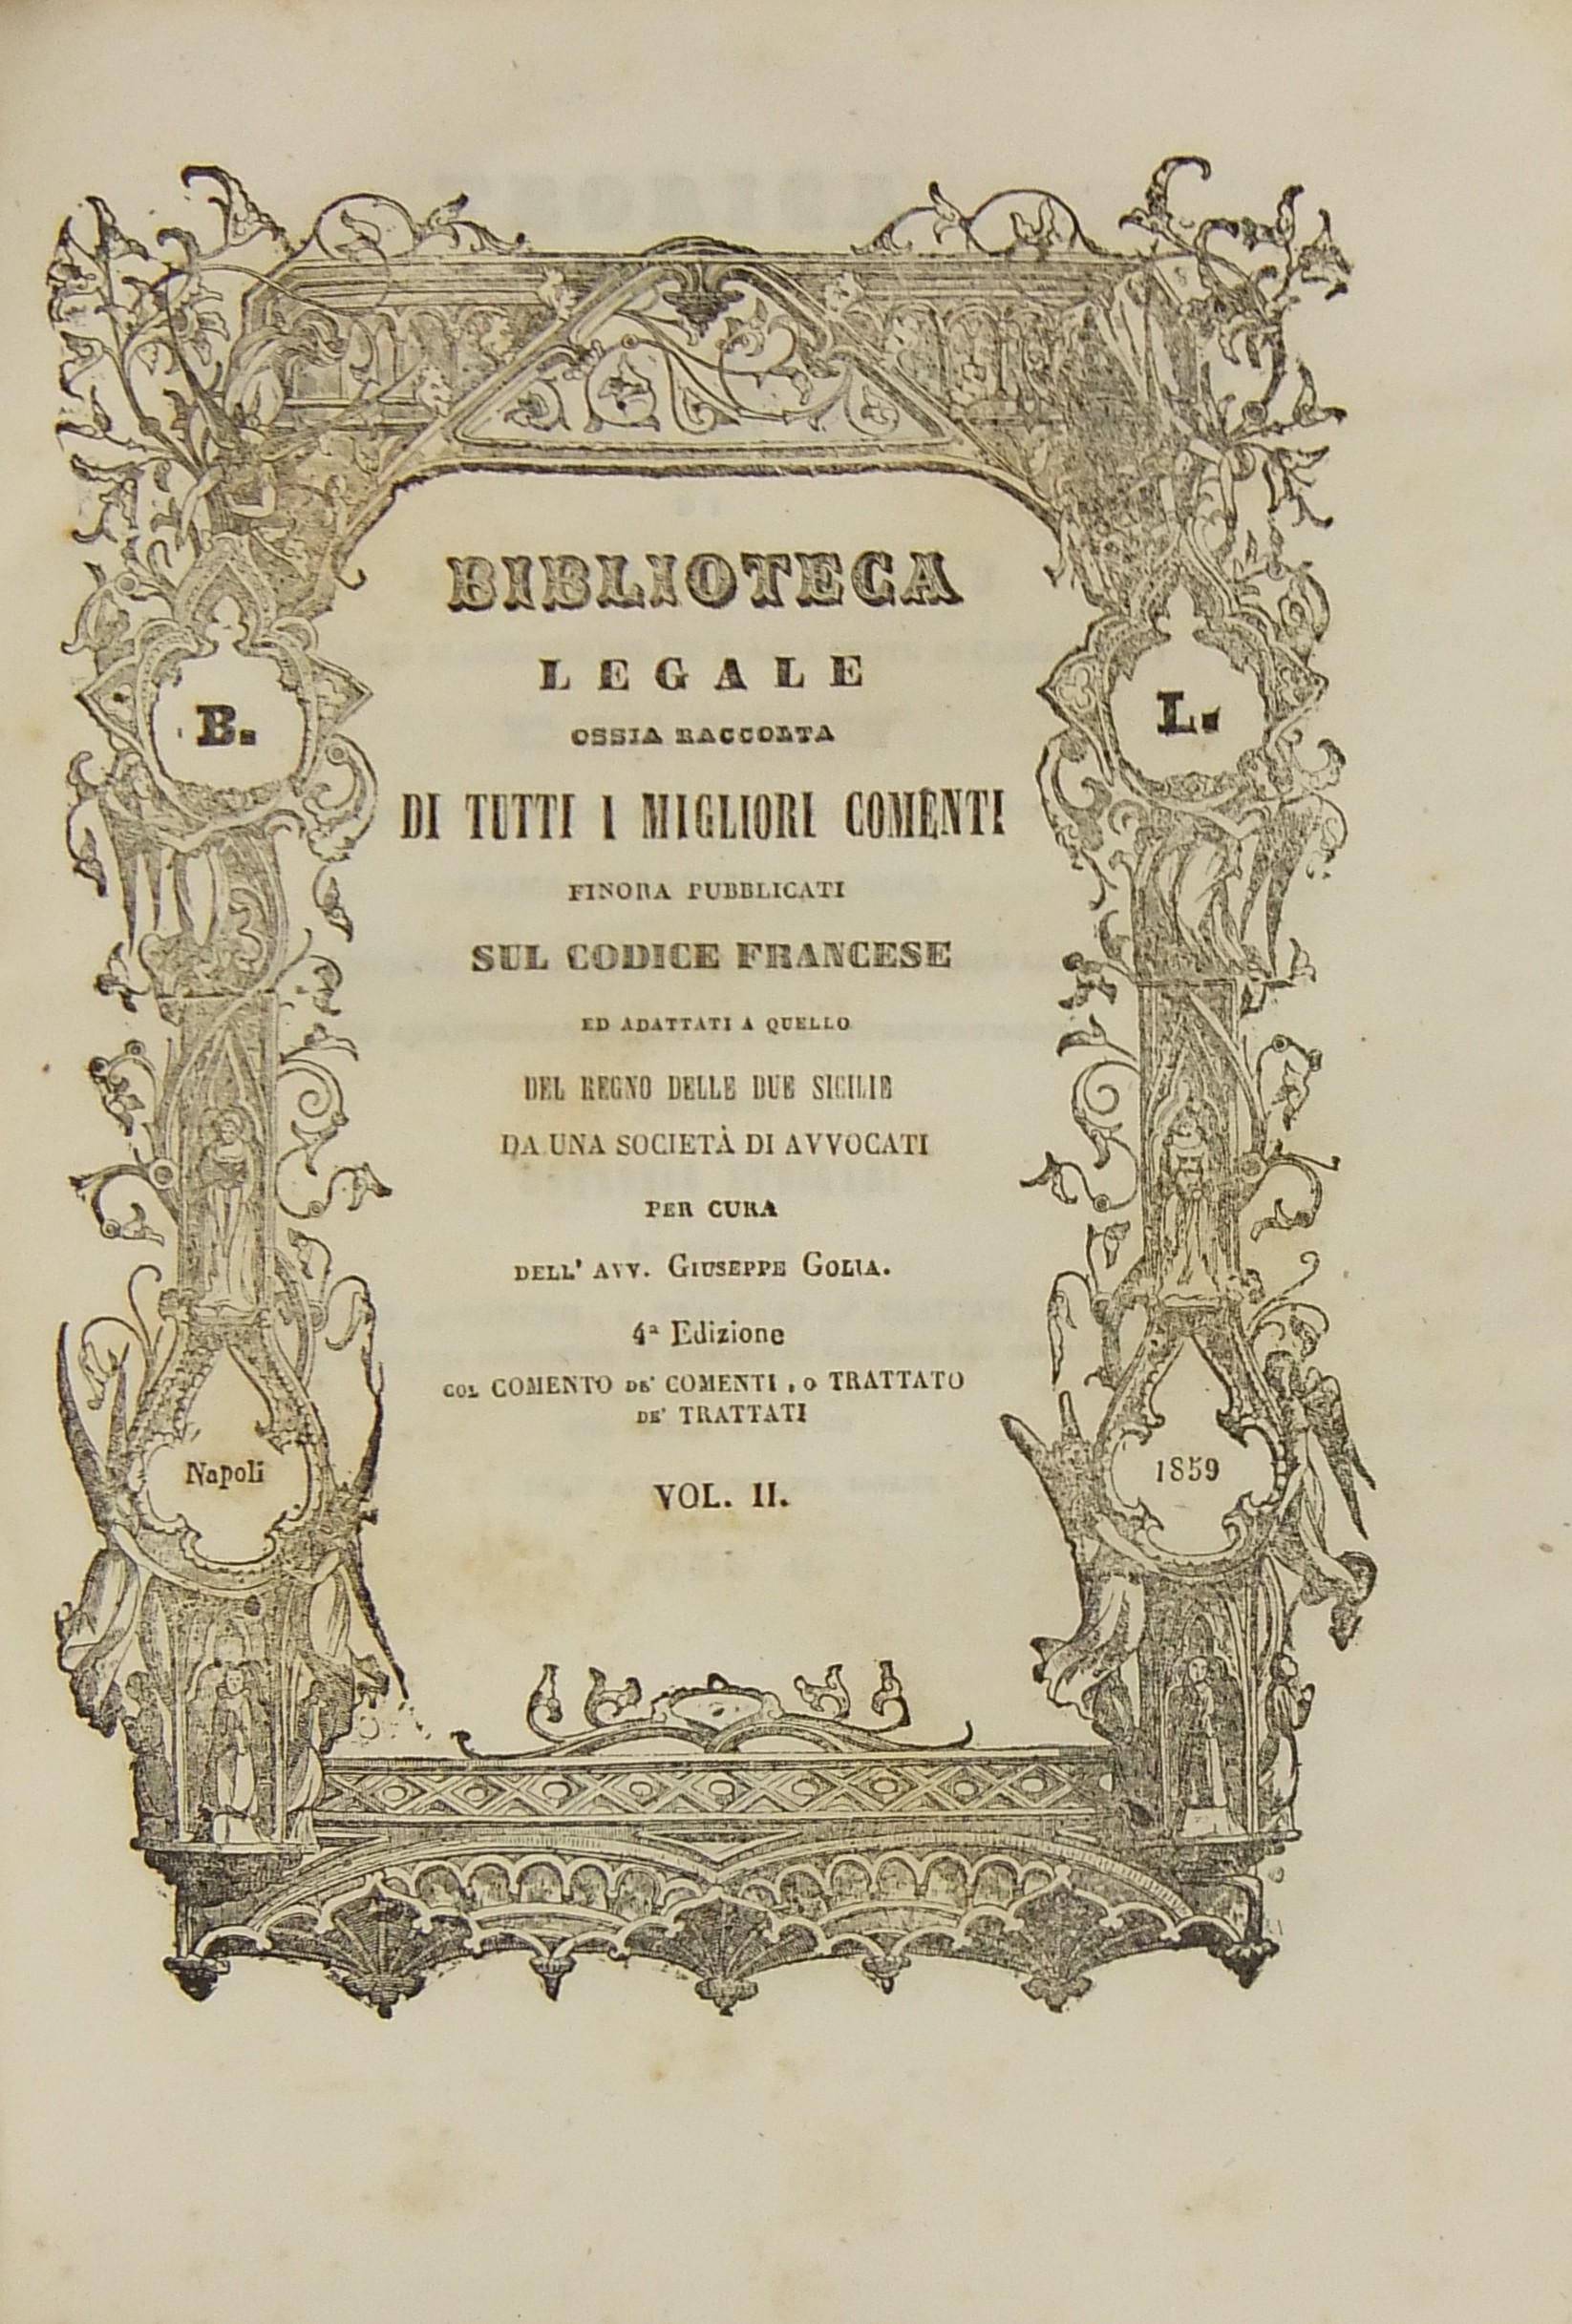 BIBLIOTECA
LEGALE
OSSIA RACCOLTA
B.
L.
DI TUTTI I MIGLIORI COMENTI
FINORA PUBBLICATI
SUL CODICE FRANCESE
ED ADATTATI A QUELLO
DEL REGNO DELLE DUE SICILIE
DA UNA SOCIETÀ DI AVVOCATI
PER CURA
DELL' AVV. GIUSEPPE GOLIA.
4ª Edizione
COL COMENTO DE' COMENTI, O TRATTATO
DE' TRATTATI
Napoli
1859
VOL. II.